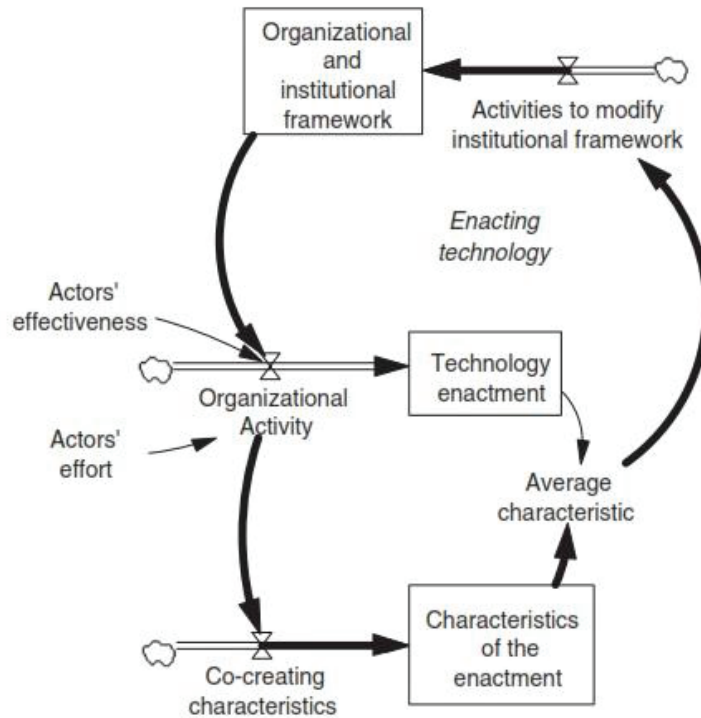 Organizational
and
institutional
framework
Activities to modify
institutional framework
Enacting
technology
Actors'
effectiveness
Technology
enactment
Organizational
Activity
Actors'
effort
Average
characteristic
Characteristics
of the
enactment
Co-creating
characteristics